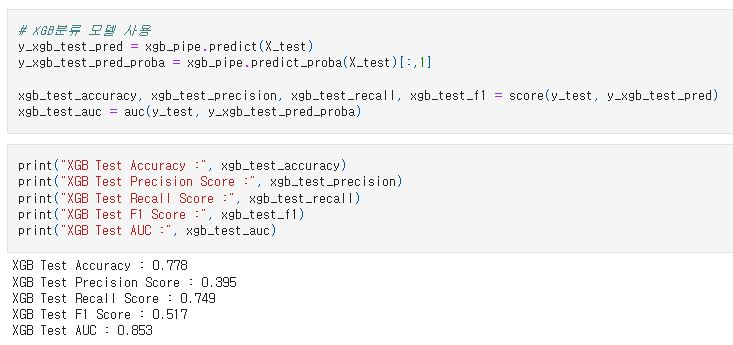 # XGB분류 모델 사용
y_xgb_test_pred = xgb_pipe.predict(X_test)
y_xgb_test_pred_proba = xgb_pipe.predict_proba(X_test)[:,1]
xgb_test_accuracy, xgb_test_precision, xgb_test_recall, xgb_test_f1 = score(y_test, y_xgb_test_pred)
xgb_test_auc = auc(y_test, y_xgb_test_pred_proba)
print("XGB Test Accuracy :", xgb_test_accuracy)
print("XGB Test Precision Score :", xgb_test_precision)
print("XGB Test Recall Score :", xgb_test_recall)
print("XGB Test F1 Score :", xgb_test_f1)
print("XGB Test AUC :", xgb_test_auc)
XGB Test Accuracy : 0.778
XGB Test Precision Score : 0.395
XGB Test Recall Score : 0.749
XGB Test F1 Score : 0.517
XGB Test AUC : 0.853